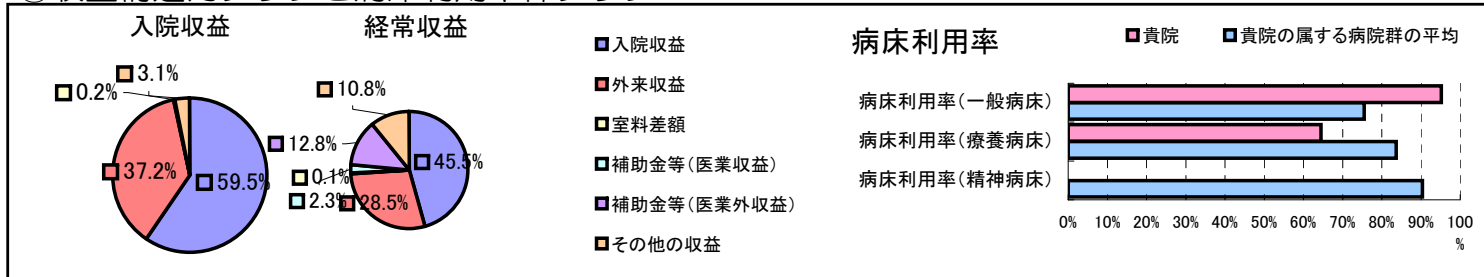 入院収益
3.1%
0.2%
37.2%
59.5%
経常収益
10.8%
12.8%
45.5%
0.1%
2.3%
28.5%
入院収益
外来収益
室料差額
補助金等(医業収益)
補助金等(医業外収益)
その他の収益
病床利用率
貴院
貴院の属する病院群の平均
病床利用率(一般病床)
病床利用率(療養病床)
病床利用率(精神病床)
0% 10% 20% 30% 40% 50% 60% 70% 80% 90% 100
%